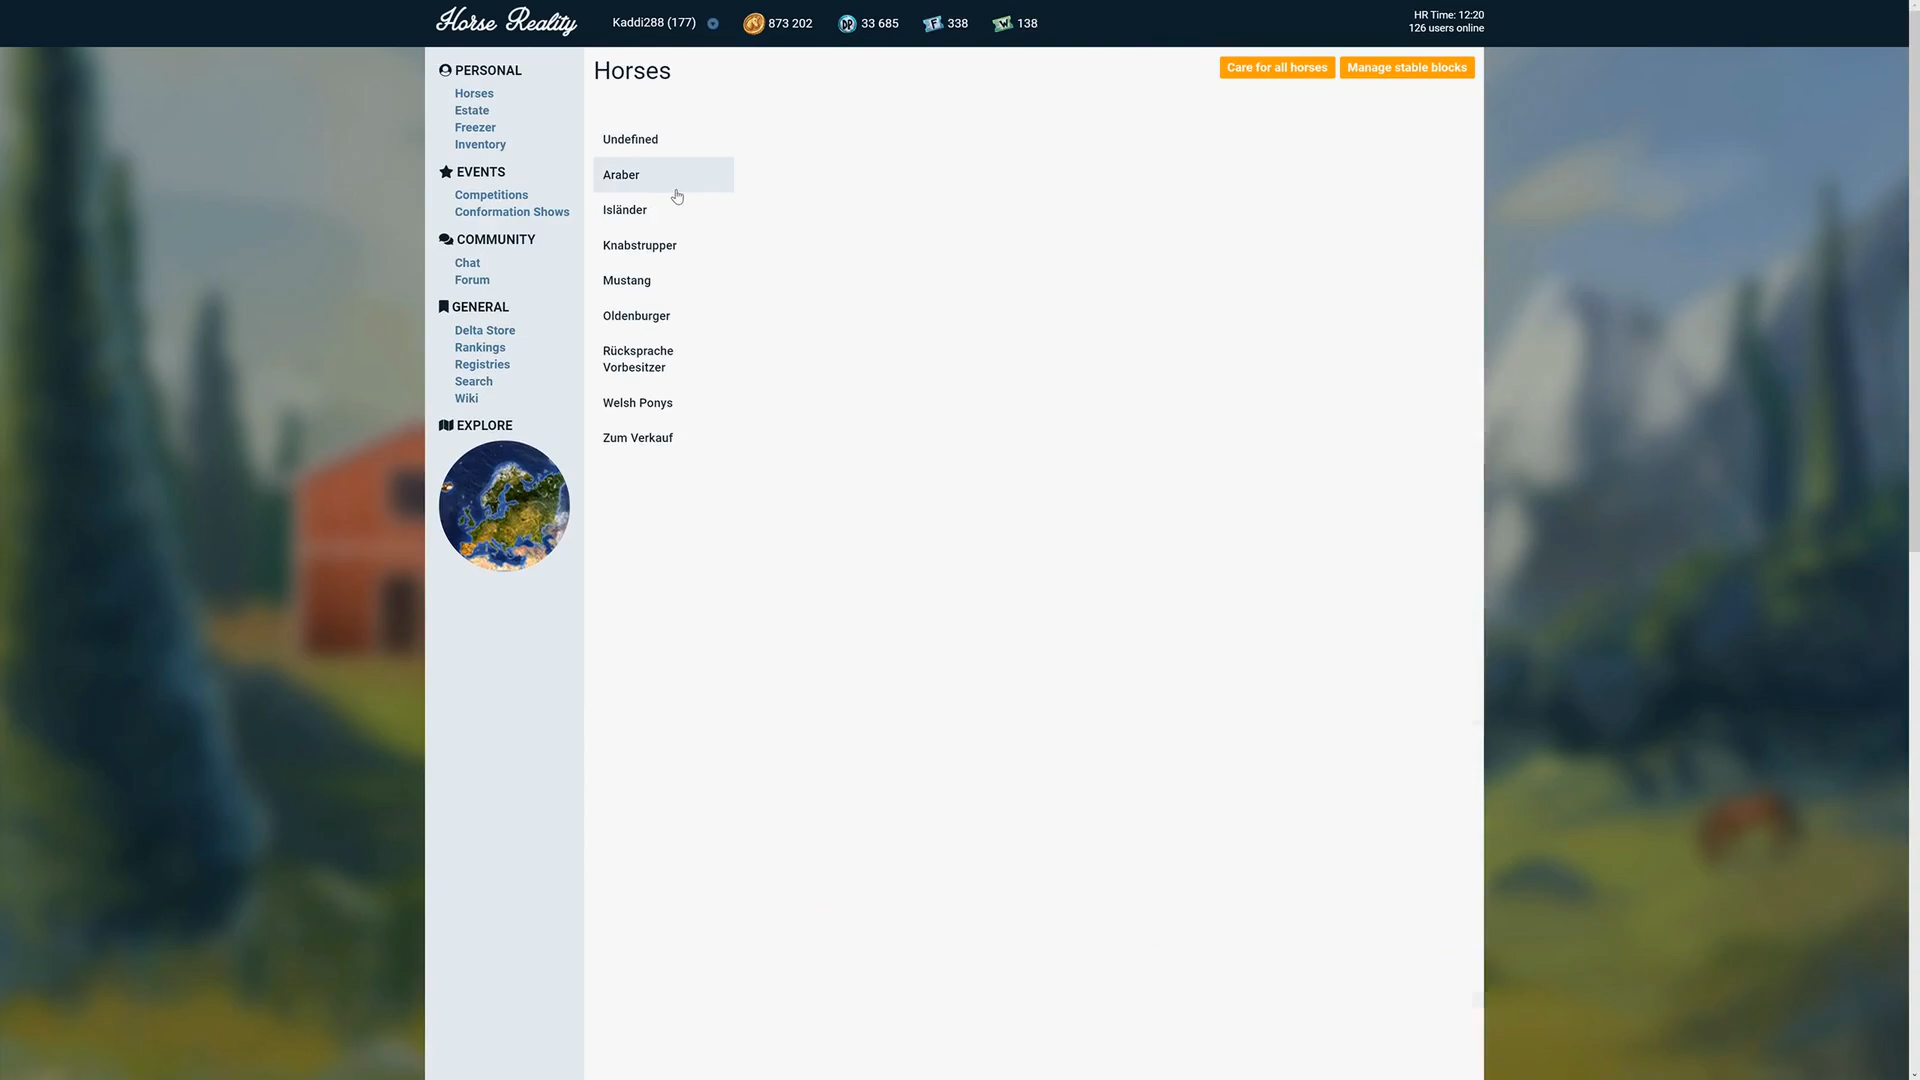 Horse Reality
Kaddi288 (177)
873 202
DP
33 685
F
338
W
138
HR Time: 12:20
126 users online
PERSONAL
Horses
Estate
Freezer
Inventory
EVENTS
Competitions
Conformation Shows
COMMUNITY
Chat
Forum
GENERAL
Delta Store
Rankings
Registries
Search
Wiki
EXPLORE
Horses
Care for all horses
Manage stable blocks
Undefined
Araber
Isländer
Knabstrupper
Mustang
Oldenburger
Rücksprache
Vorbesitzer
Welsh Ponys
Zum Verkauf